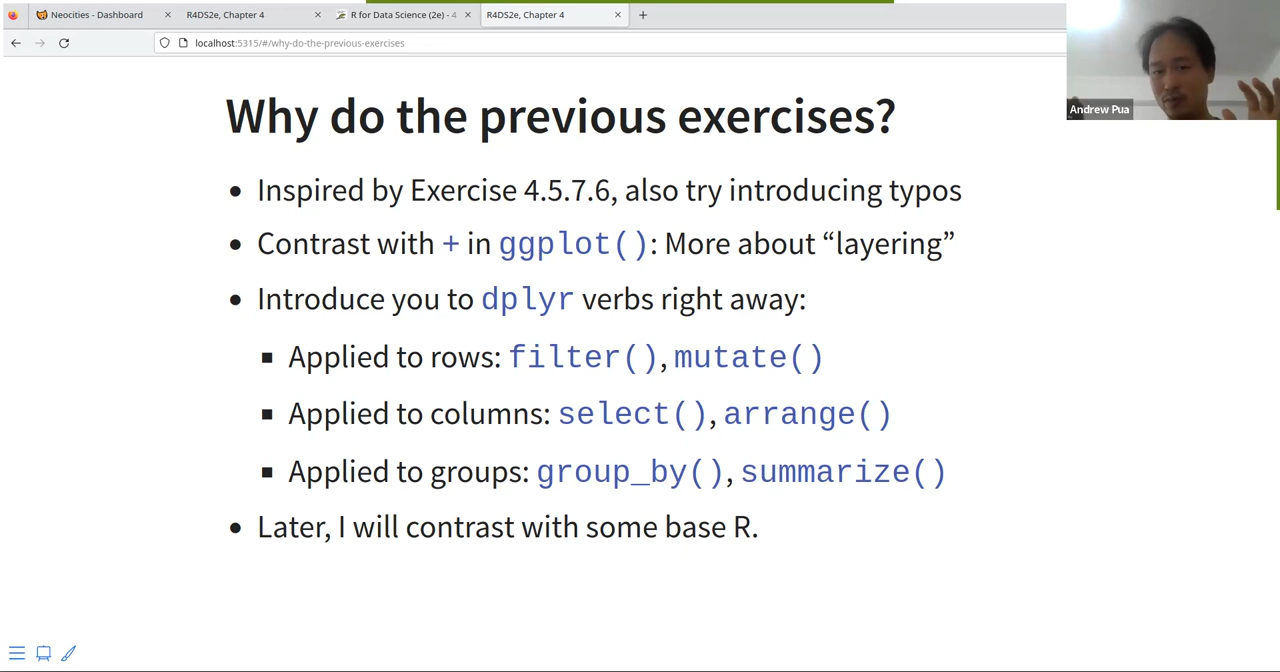 Neocities - Dashboard
R4DS2e, Chapter 4
R for Data Science (2e) - 4
R4DS2e, Chapter 4
localhost:5315/#/why-do-the-previous-exercises
Andrew Pua
Why do the previous exercises?
Inspired by Exercise 4.5.7.6, also try introducing typos
Contrast with + in ggplot(): More about “layering”
Introduce you to dplyr verbs right away:
Applied to rows: filter(), mutate()
Applied to columns: select(), arrange()
Applied to groups: group_by(), summarize()
Later, I will contrast with some base R.